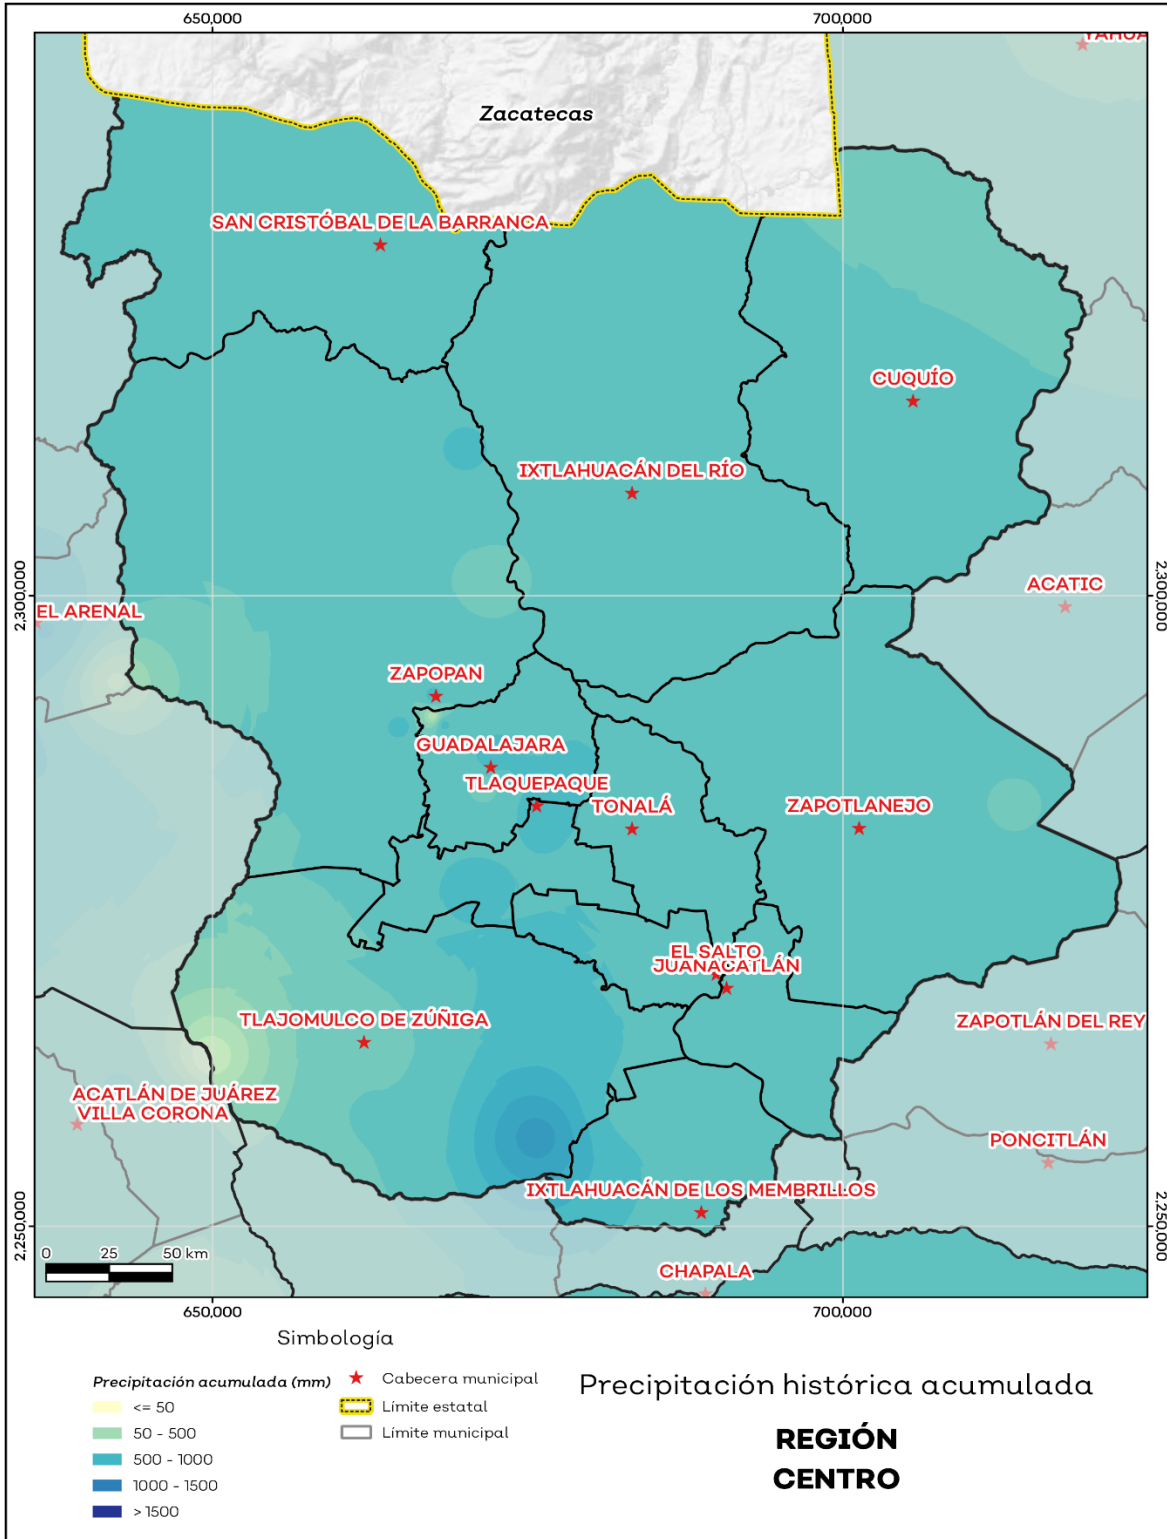 650,000
700,000
YAHUA
Zacatecas
SAN CRISTÓBAL DE LA BARRANCA
CUQUÍO
IXTLAHUACÁN DEL RÍO
2,300,000
2,300,000
ACATIC
EL ARENAL
ZAPOPAN
GUADALAJARA
TLAQUEPAQUE
TONALÁ
ZAPOTLANEJO
EL SALTO
JUANACATLÁN
TLAJOMULCO DE ZÚÑIGA
ZAPOTLÁN DEL REY
ACATLÁN DE JUÁREZ
VILLA CORONA
PONCITLÁN
IXTLAHUACÁN DE LOS MEMBRILLOS
2,250,000
2,250,000
0 25 50 km
CHAPALA
650,000
700,000
Simbología
Precipitación acumulada (mm)
<= 50
50 - 500
500 - 1000
1000 - 1500
> 1500
Cabecera municipal
Límite estatal
Límite municipal
Precipitación histórica acumulada
REGIÓN
CENTRO